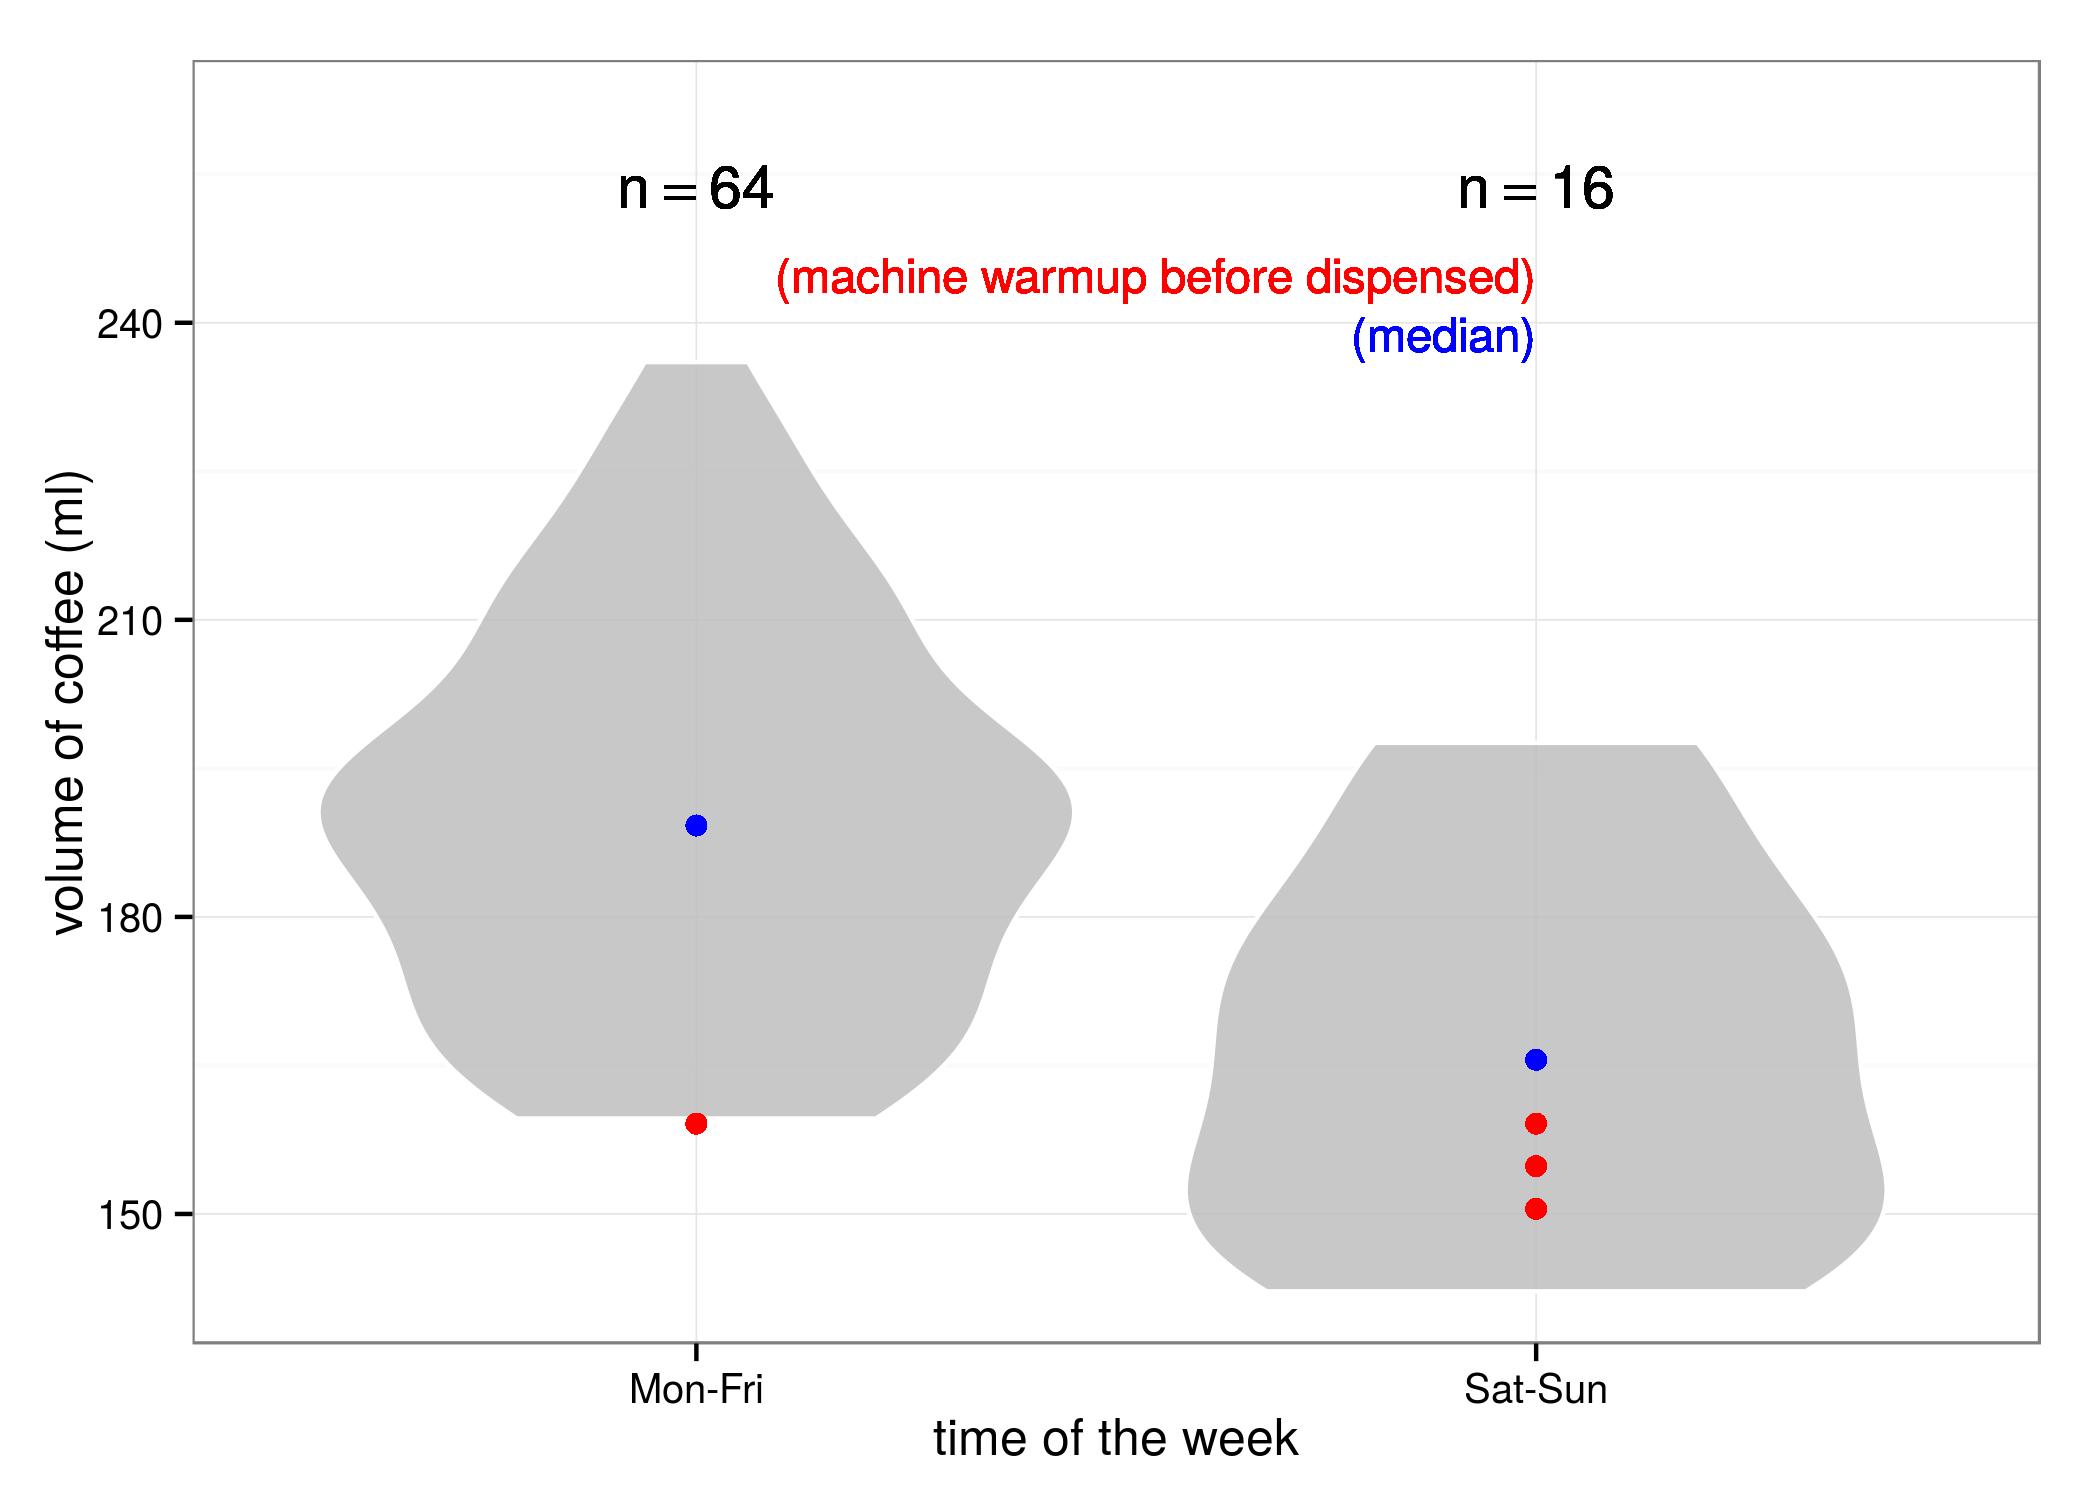 n = 64
n = 16
(machine warmup before dispensed)
(median)
240
210
180
150
volume of coffee (ml)
Mon-Fri
Sat-Sun
time of the week